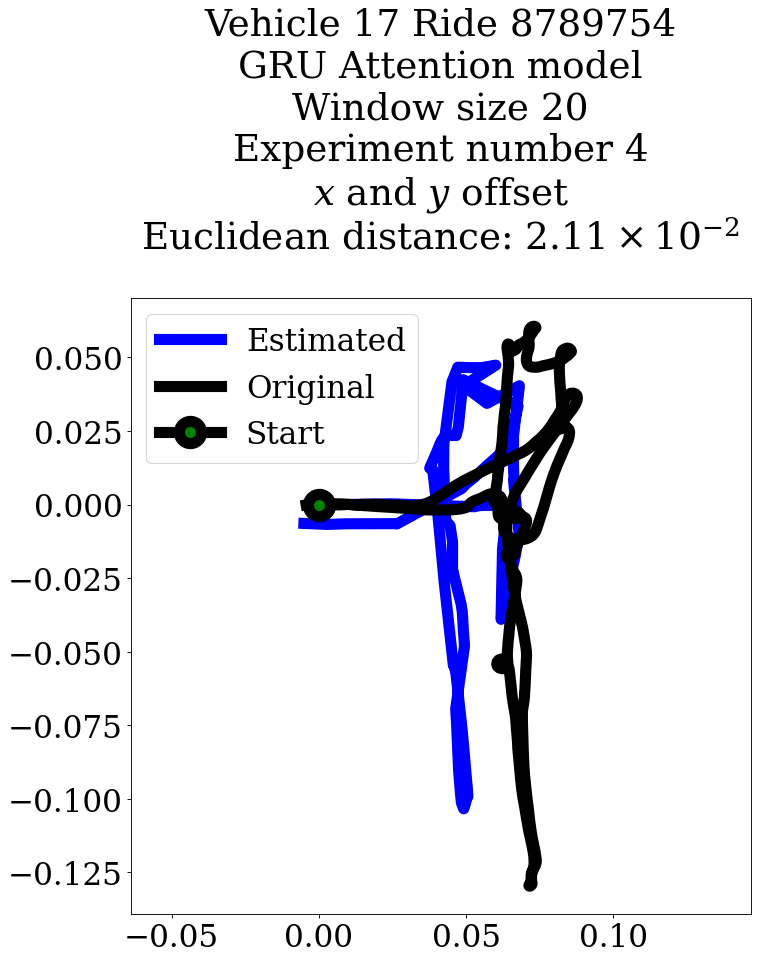 Vehicle 17 Ride 8789754
GRU Attention model
Window size 20
Experiment number 4
x and y offset
Euclidean distance: 2.11 × 10⁻²
Estimated
Original
Start
0.050
0.025
0.000
−0.025
−0.050
−0.075
−0.100
−0.125
−0.05 0.00 0.05 0.10